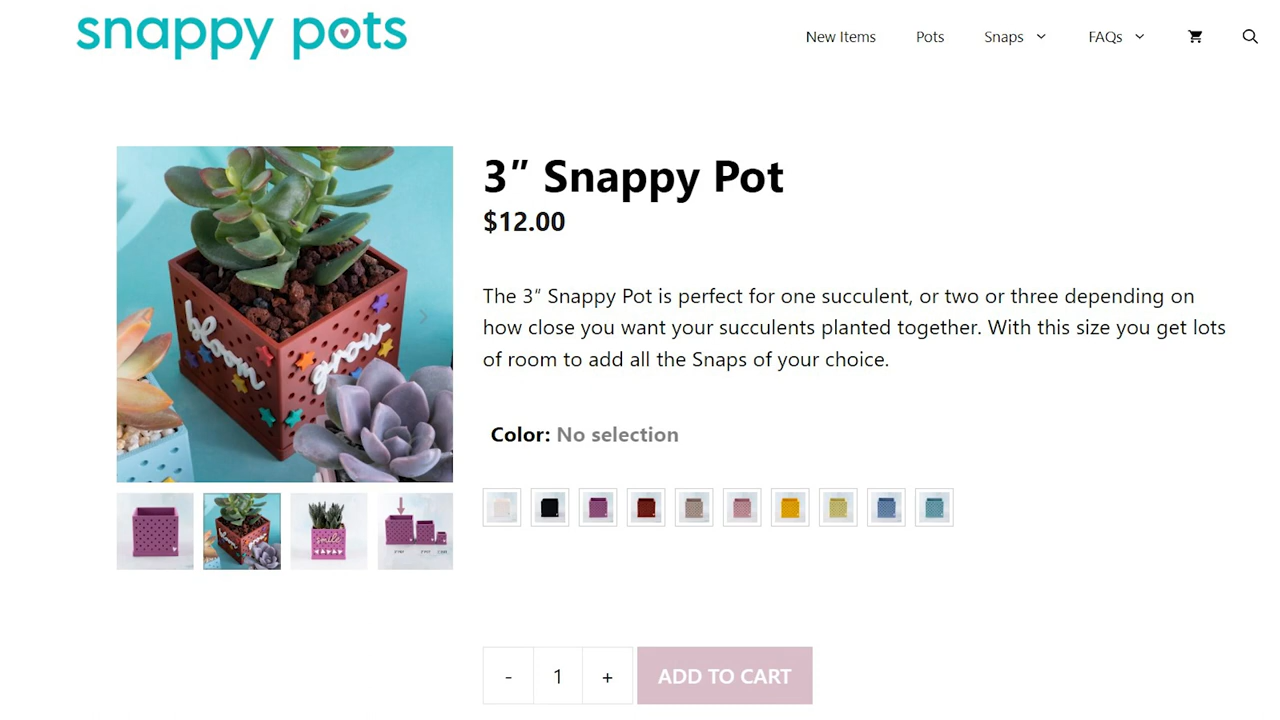 snappy pots
New Items
Pots
Snaps
FAQs
3” Snappy Pot
$12.00
The 3” Snappy Pot is perfect for one succulent, or two or three depending on
how close you want your succulents planted together. With this size you get lots
of room to add all the Snaps of your choice.
bloom
grow
Color: No selection
bloom
grow
smile
- 1 +
ADD TO CART